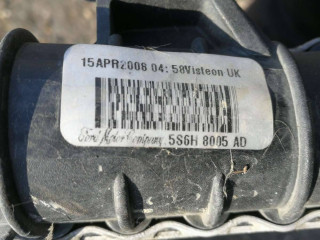 15APR2008 04:58Visteon UK
Ford Motor Company 5S6H 8005 AD